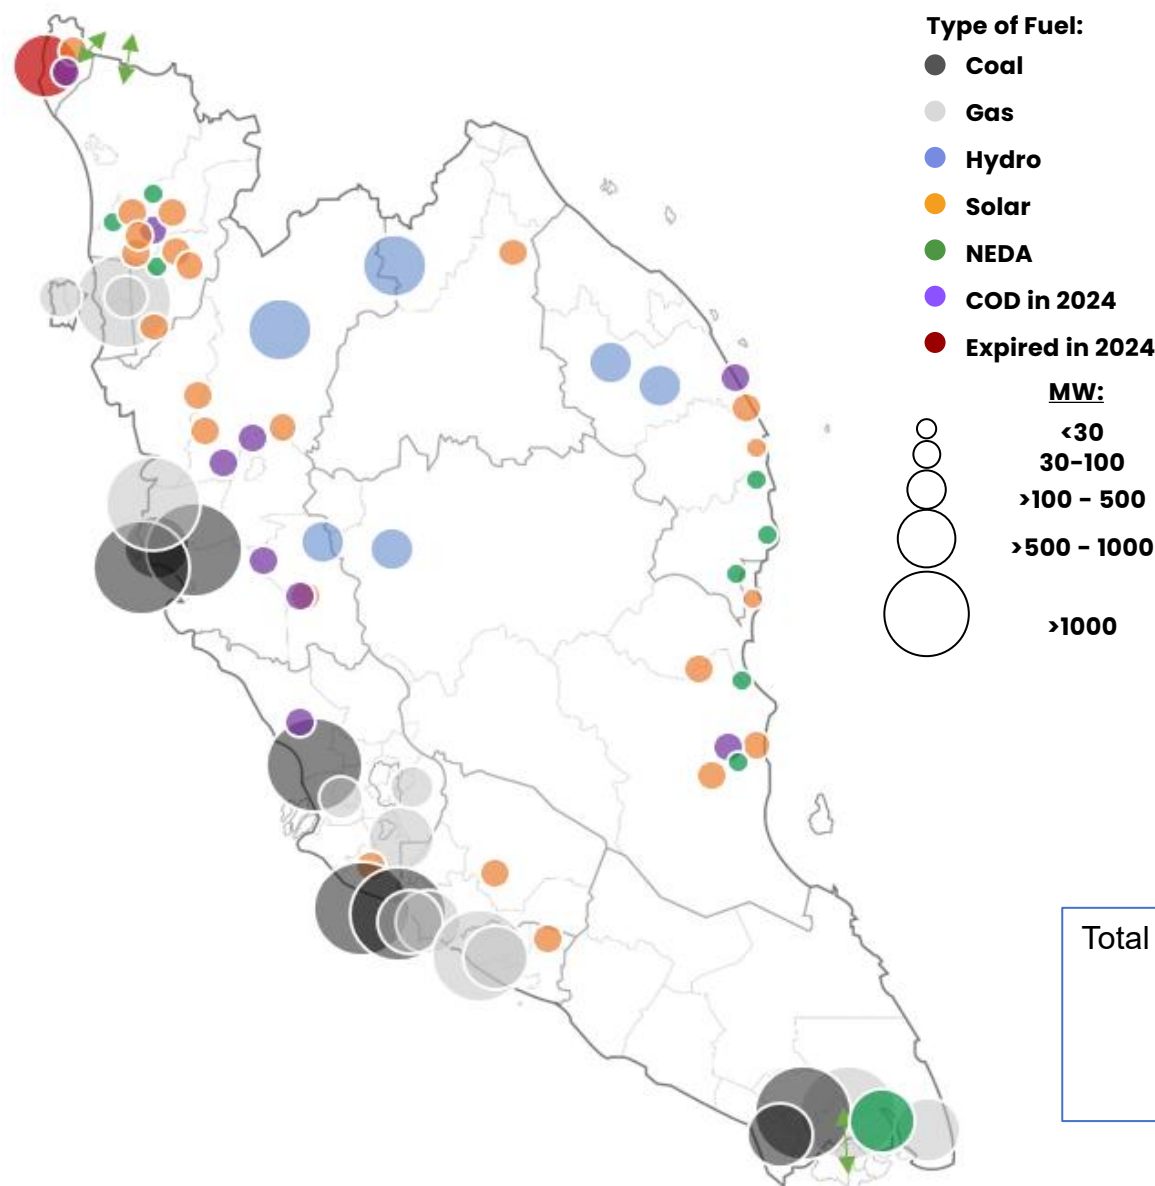 Type of Fuel:
Coal
Gas
Hydro
Solar
NEDA
COD in 2024
Expired in 2024
MW:
<30
30-100
>100 - 500
>500 - 1000
>1000
Total